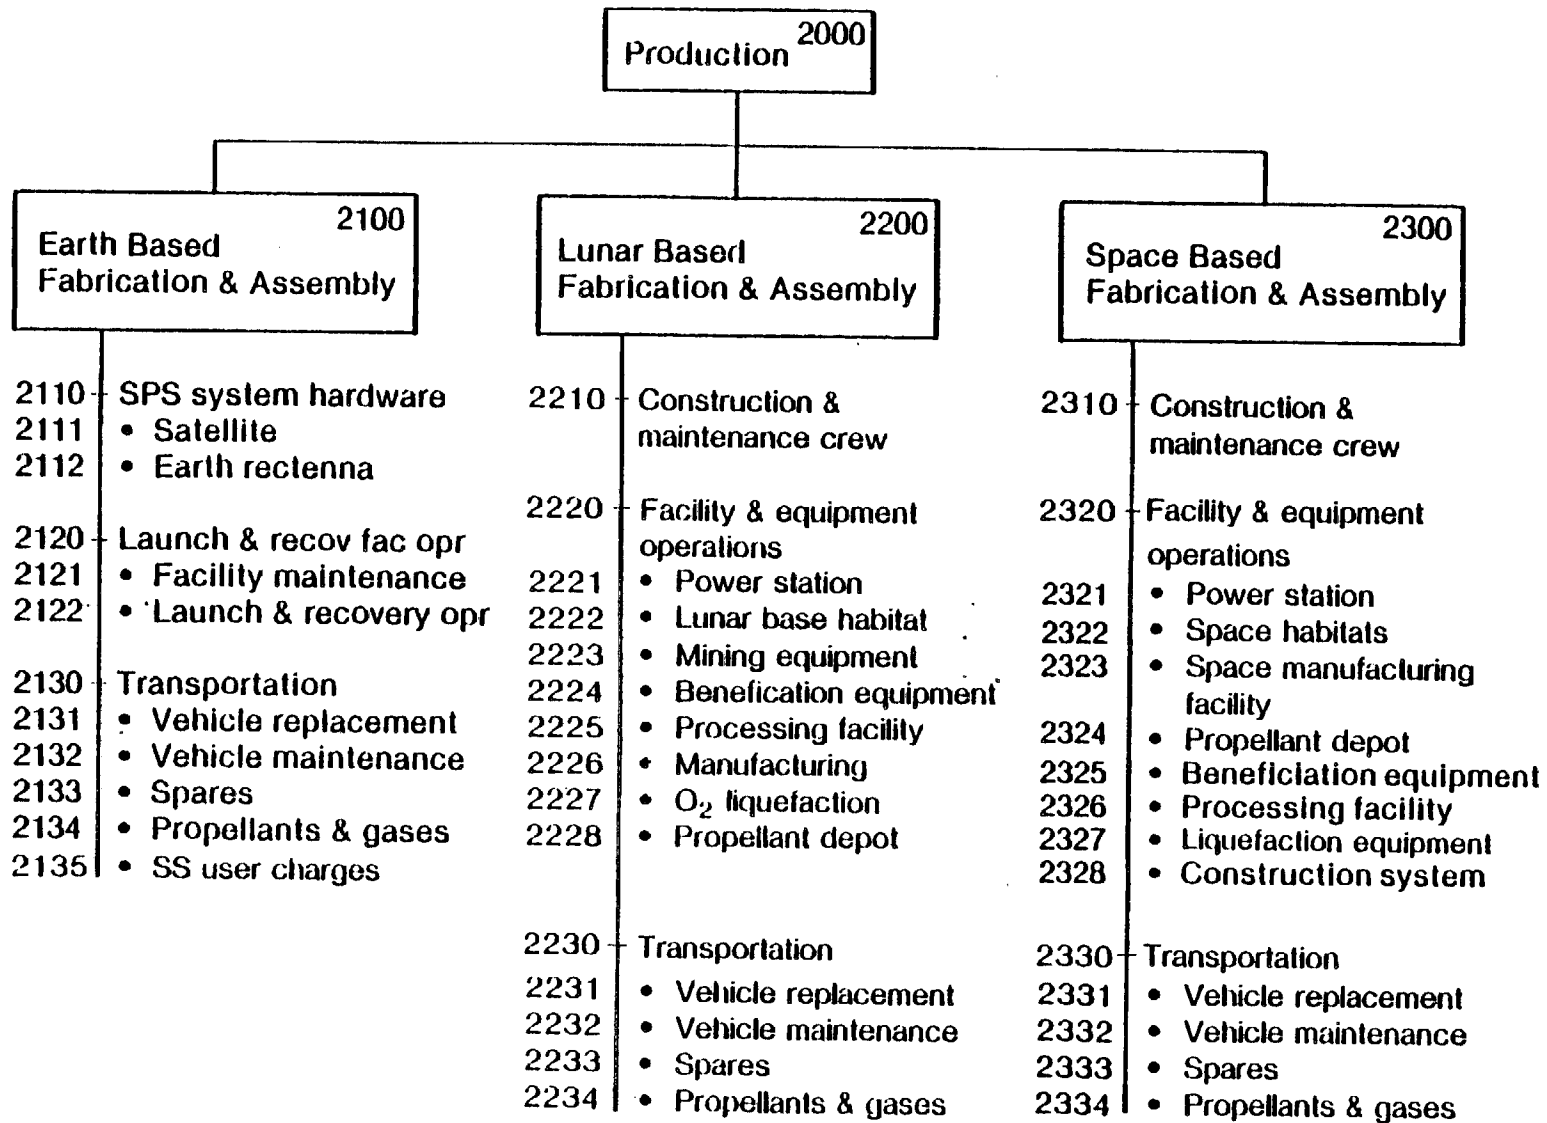 Production 2000
2100
Earth Based
Fabrication & Assembly
2110 SPS system hardware
2111 • Satellite
2112 • Earth rectenna
2120 Launch & recov fac opr
2121 • Facility maintenance
2122 • Launch & recovery opr
2130 Transportation
2131 • Vehicle replacement
2132 • Vehicle maintenance
2133 • Spares
2134 • Propellants & gases
2135 • SS user charges
2200
Lunar Based
Fabrication & Assembly
2210 Construction &
maintenance crew
2220 Facility & equipment
operations
2221 • Power station
2222 • Lunar base habitat
2223 • Mining equipment
2224 • Benefication equipment
2225 • Processing facility
2226 • Manufacturing
2227 • O₂ liquefaction
2228 • Propellant depot
2230 Transportation
2231 • Vehicle replacement
2232 • Vehicle maintenance
2233 • Spares
2234 • Propellants & gases
2300
Space Based
Fabrication & Assembly
2310 Construction &
maintenance crew
2320 Facility & equipment
operations
2321 • Power station
2322 • Space habitats
2323 • Space manufacturing
facility
2324 • Propellant depot
2325 • Beneficiation equipment
2326 • Processing facility
2327 • Liquefaction equipment
2328 • Construction system
2330 Transportation
2331 • Vehicle replacement
2332 • Vehicle maintenance
2333 • Spares
2334 • Propellants & gases